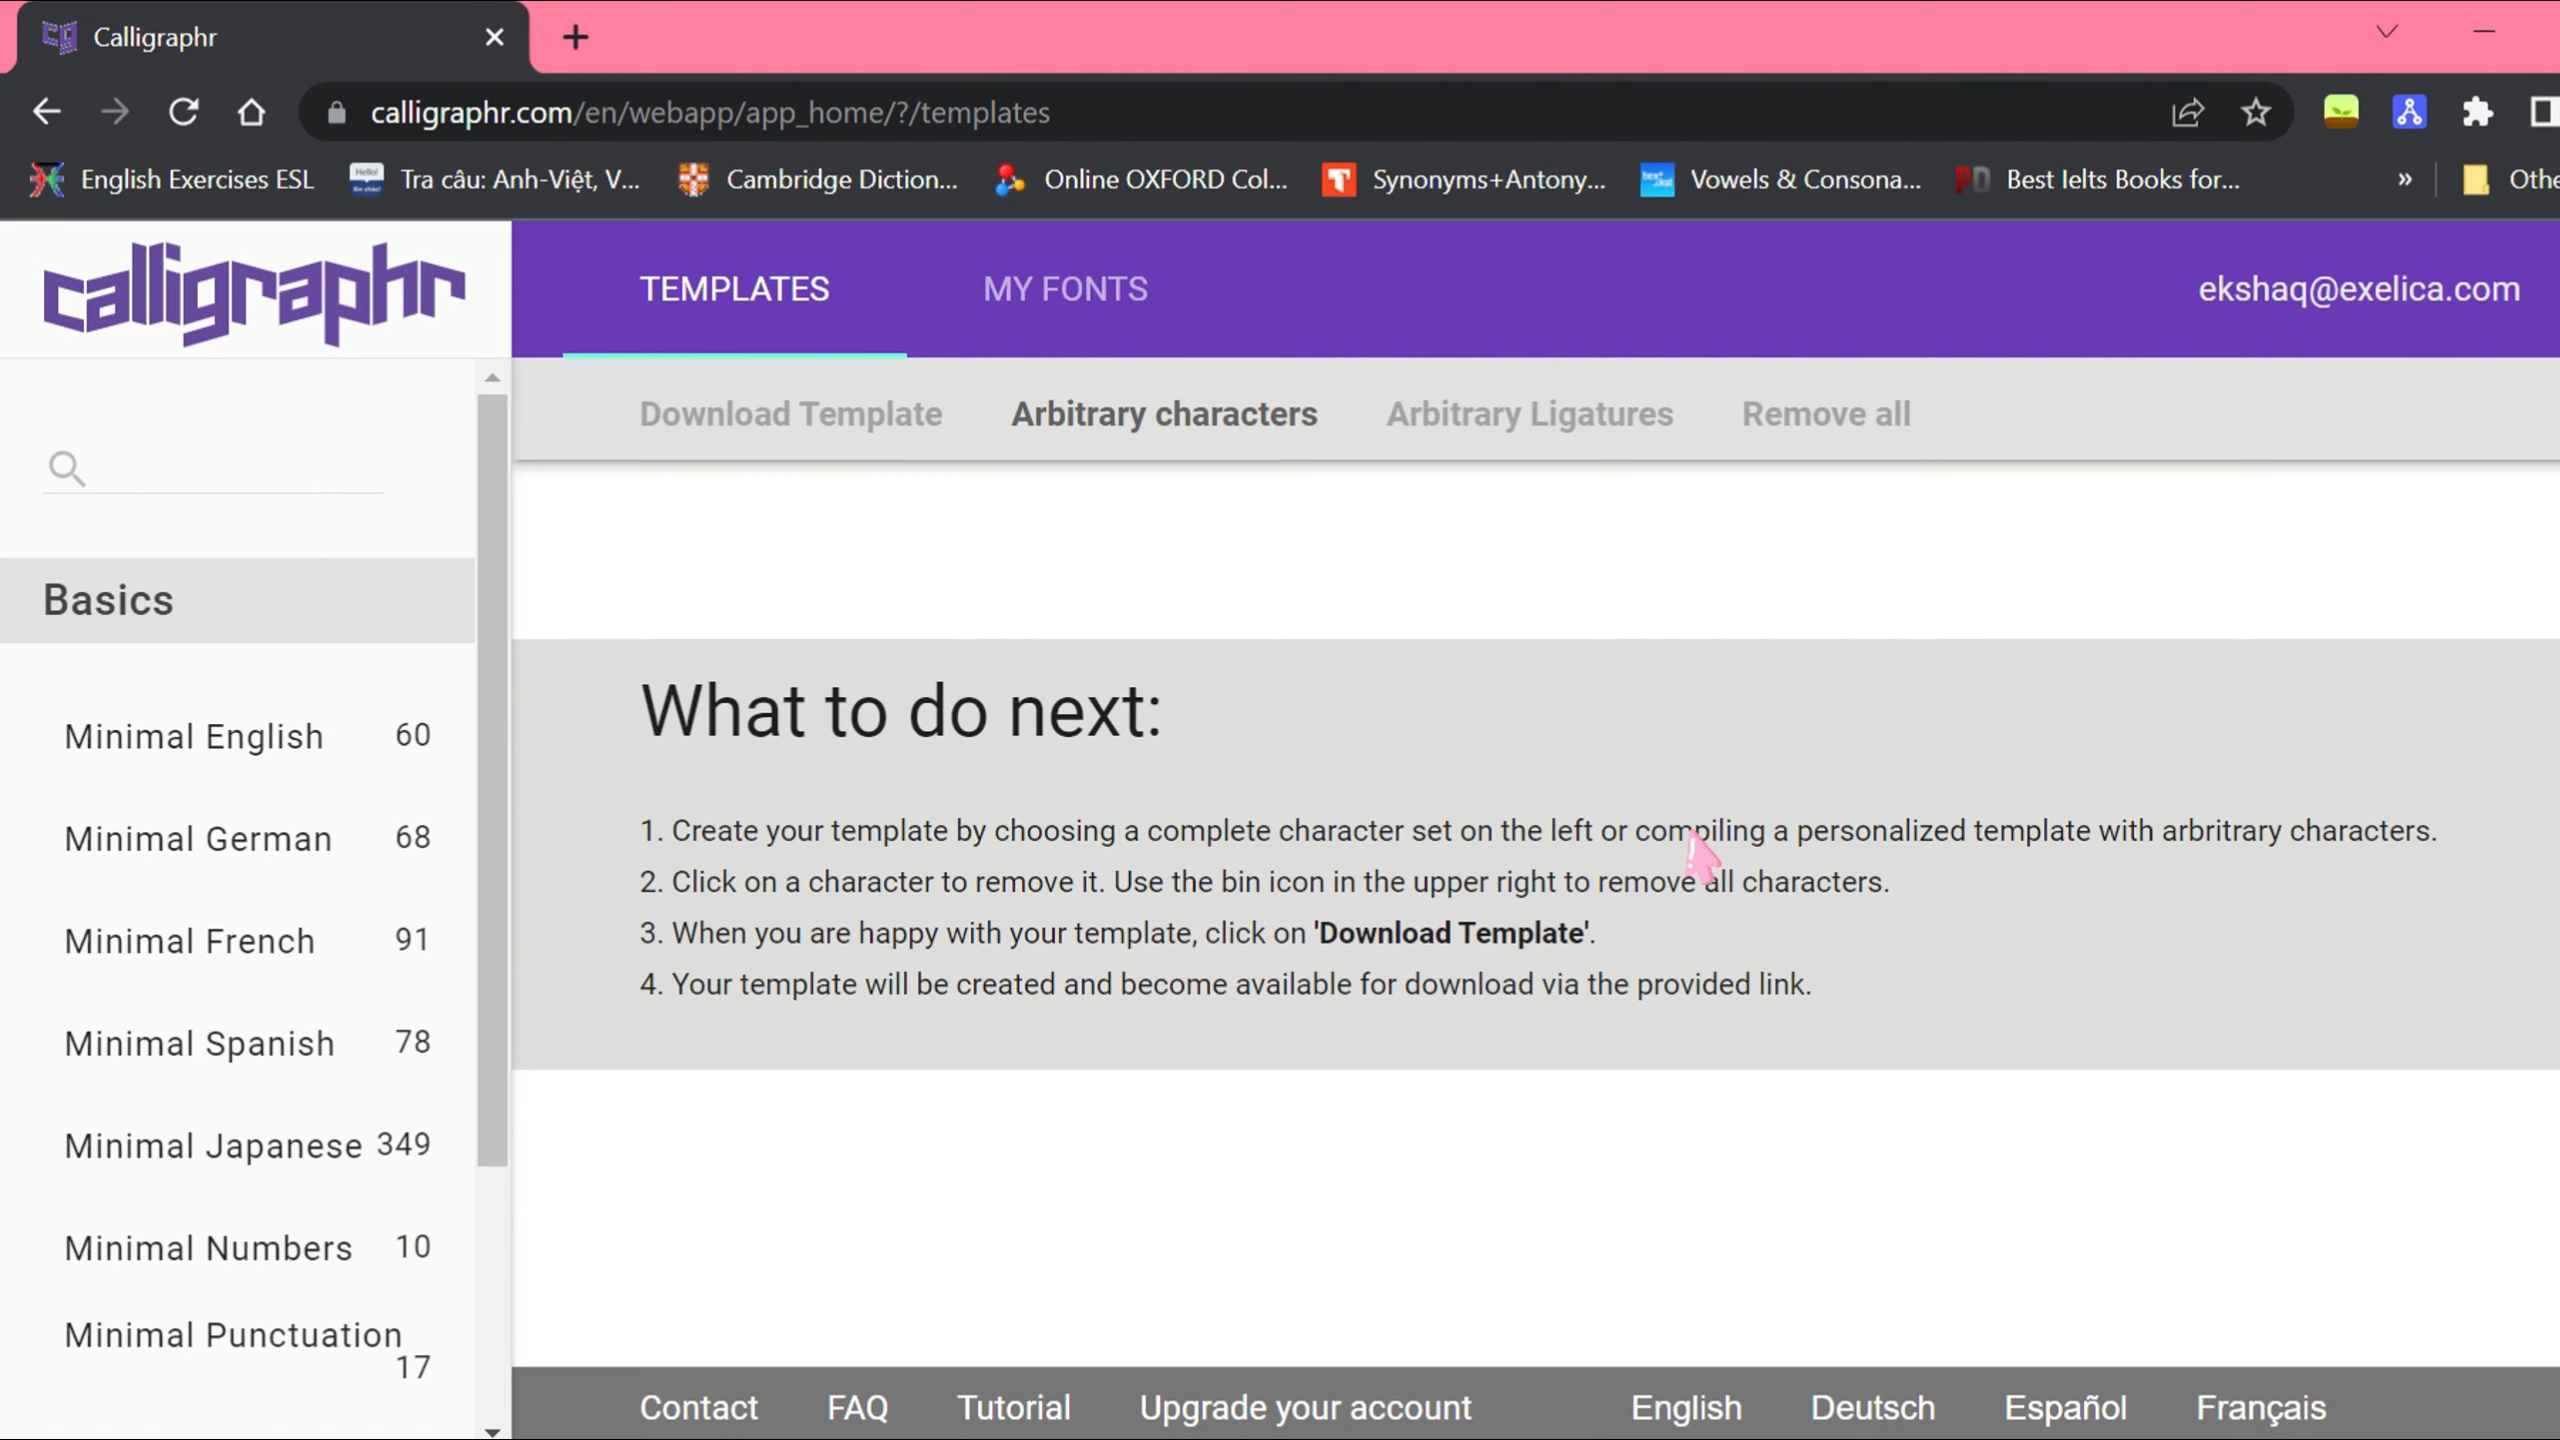 Calligraphr
calligraphr.com/en/webapp/app_home/?/templates
English Exercises ESL
Tra câu: Anh-Việt, V...
Cambridge Diction...
Online OXFORD Col...
Synonyms+Antony...
Vowels & Consona...
Best Ielts Books for...
»
Othe
calligraphr
TEMPLATES
MY FONTS
ekshaq@exelica.com
Download Template
Arbitrary characters
Arbitrary Ligatures
Remove all
Basics
Minimal English 60
Minimal German 68
Minimal French 91
Minimal Spanish 78
Minimal Japanese 349
Minimal Numbers 10
Minimal Punctuation
17
What to do next:
1. Create your template by choosing a complete character set on the left or compiling a personalized template with arbritrary characters.
2. Click on a character to remove it. Use the bin icon in the upper right to remove all characters.
3. When you are happy with your template, click on 'Download Template'.
4. Your template will be created and become available for download via the provided link.
Contact
FAQ
Tutorial
Upgrade your account
English
Deutsch
Español
Français